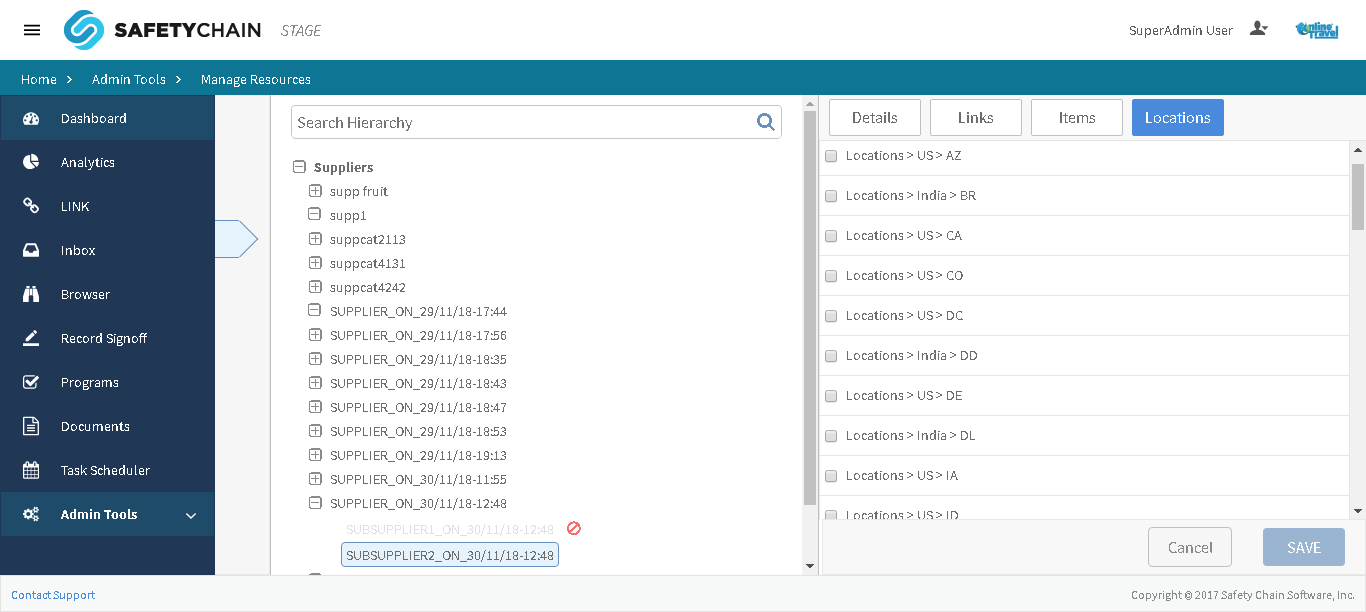 SAFETYCHAIN STAGE
SuperAdmin User
Online Travel
Home > Admin Tools > Manage Resources
Dashboard
Analytics
LINK
Inbox
Browser
Record Signoff
Programs
Documents
Task Scheduler
Admin Tools
Search Hierarchy
Suppliers
supp fruit
supp1
suppcat2113
suppcat4131
suppcat4242
SUPPLIER_ON_29/11/18-17:44
SUPPLIER_ON_29/11/18-17:56
SUPPLIER_ON_29/11/18-18:35
SUPPLIER_ON_29/11/18-18:43
SUPPLIER_ON_29/11/18-18:47
SUPPLIER_ON_29/11/18-18:53
SUPPLIER_ON_29/11/18-19:13
SUPPLIER_ON_30/11/18-11:55
SUPPLIER_ON_30/11/18-12:48
SUBSUPPLIER1_ON_30/11/18-12:48
SUBSUPPLIER2_ON_30/11/18-12:48
Details Links Items Locations
Locations > US > AZ
Locations > India > BR
Locations > US > CA
Locations > US > CO
Locations > US > DC
Locations > India > DD
Locations > US > DE
Locations > India > DL
Locations > US > IA
Locations > US > ID
Cancel SAVE
Contact Support
Copyright © 2017 Safety Chain Software, Inc.